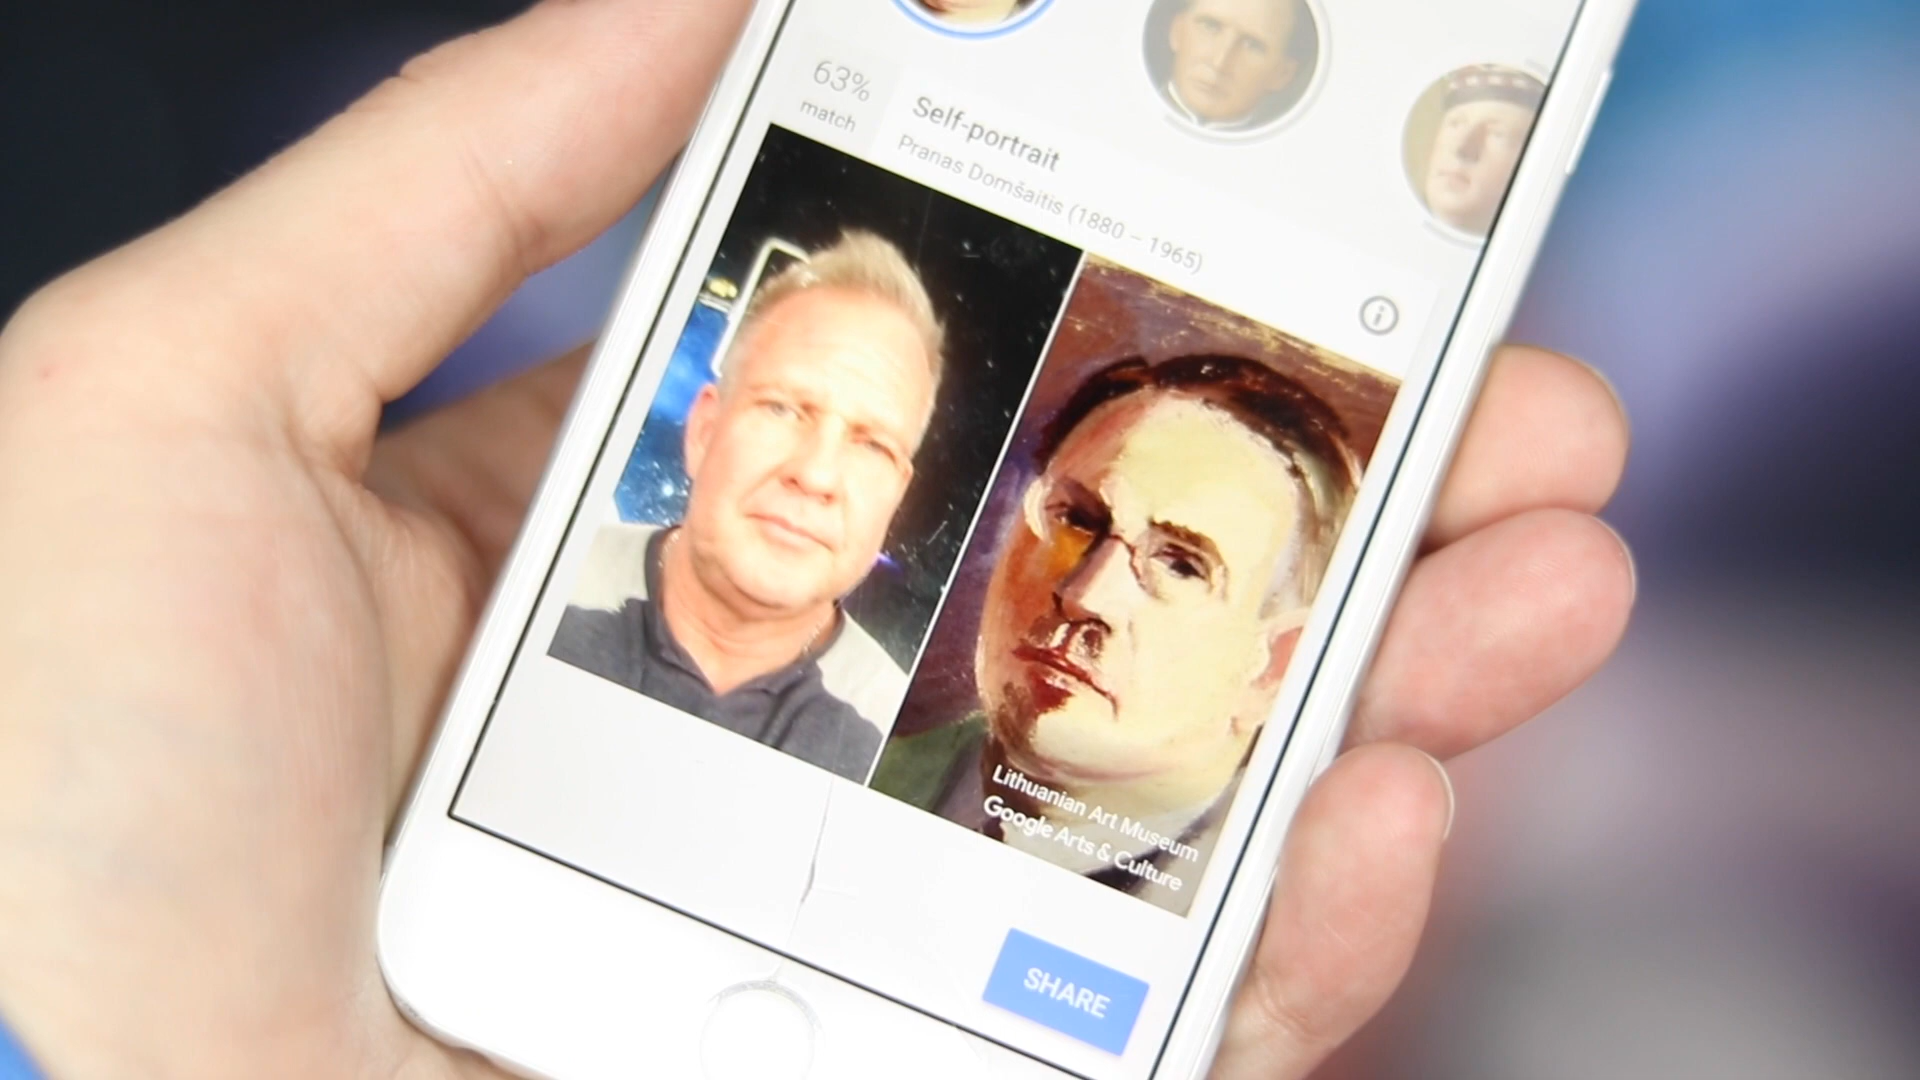 63%
match
Self-portrait
Pranas Domšaitis (1880 – 1965)
Lithuanian Art Museum
Google Arts & Culture
SHARE